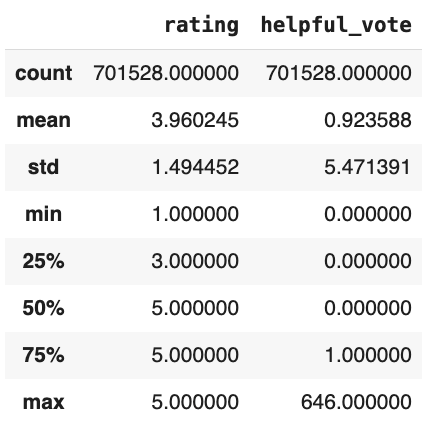 rating helpful_vote
count 701528.000000 701528.000000
mean 3.960245 0.923588
std 1.494452 5.471391
min 1.000000 0.000000
25% 3.000000 0.000000
50% 5.000000 0.000000
75% 5.000000 1.000000
max 5.000000 646.000000